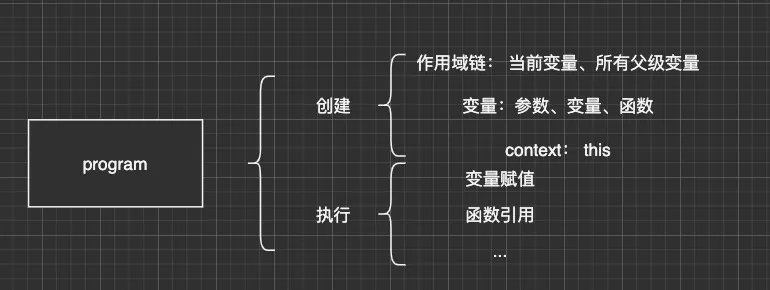 program
创建
作用域链： 当前变量、所有父级变量
变量：参数、变量、函数
context： this
执行
变量赋值
函数引用
...